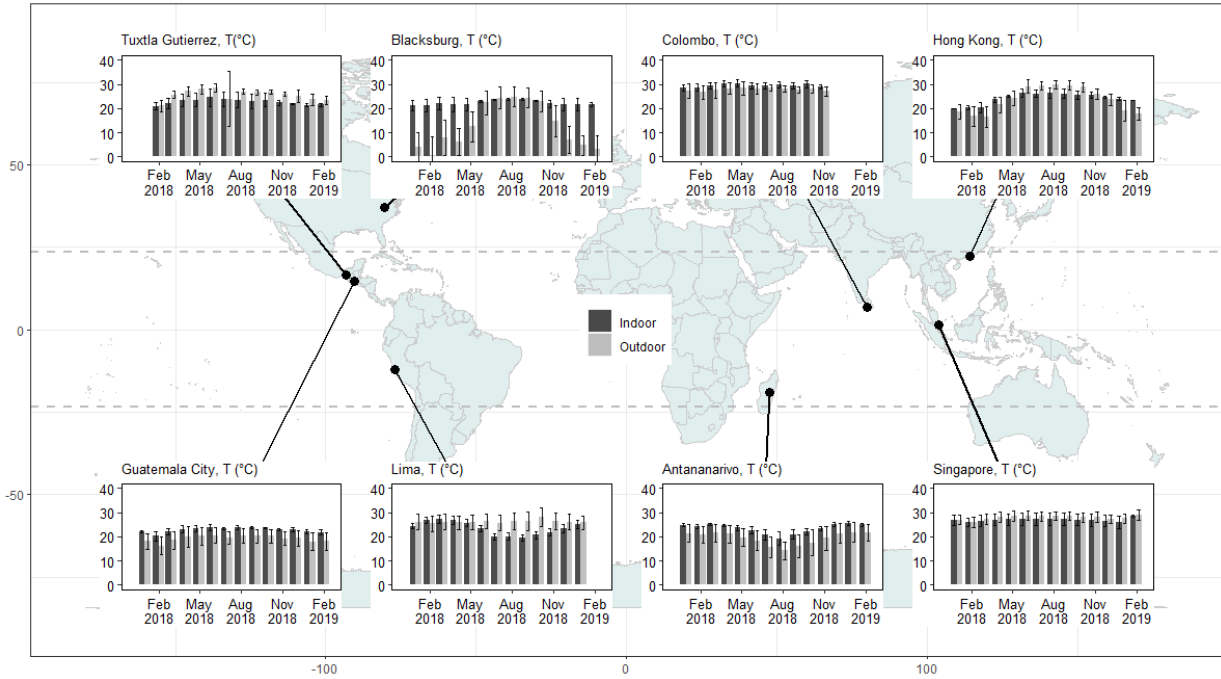 Tuxtla Gutierrez, T(°C)
40
30
20
10
0
Feb May Aug Nov Feb
2018 2018 2018 2018 2019
Blacksburg, T (°C)
40
30
20
10
0
Feb May Aug Nov Feb
2018 2018 2018 2018 2019
Colombo, T (°C)
40
30
20
10
0
Feb May Aug Nov Feb
2018 2018 2018 2018 2019
Hong Kong, T (°C)
40
30
20
10
0
Feb May Aug Nov Feb
2018 2018 2018 2018 2019
50
0
-50
Indoor
Outdoor
Guatemala City, T (°C)
40
30
20
10
0
Feb May Aug Nov Feb
2018 2018 2018 2018 2019
Lima, T (°C)
40
30
20
10
0
Feb May Aug Nov Feb
2018 2018 2018 2018 2019
Antananarivo, T (°C)
40
30
20
10
0
Feb May Aug Nov Feb
2018 2018 2018 2018 2019
Singapore, T (°C)
40
30
20
10
0
Feb May Aug Nov Feb
2018 2018 2018 2018 2019
-100 0 100